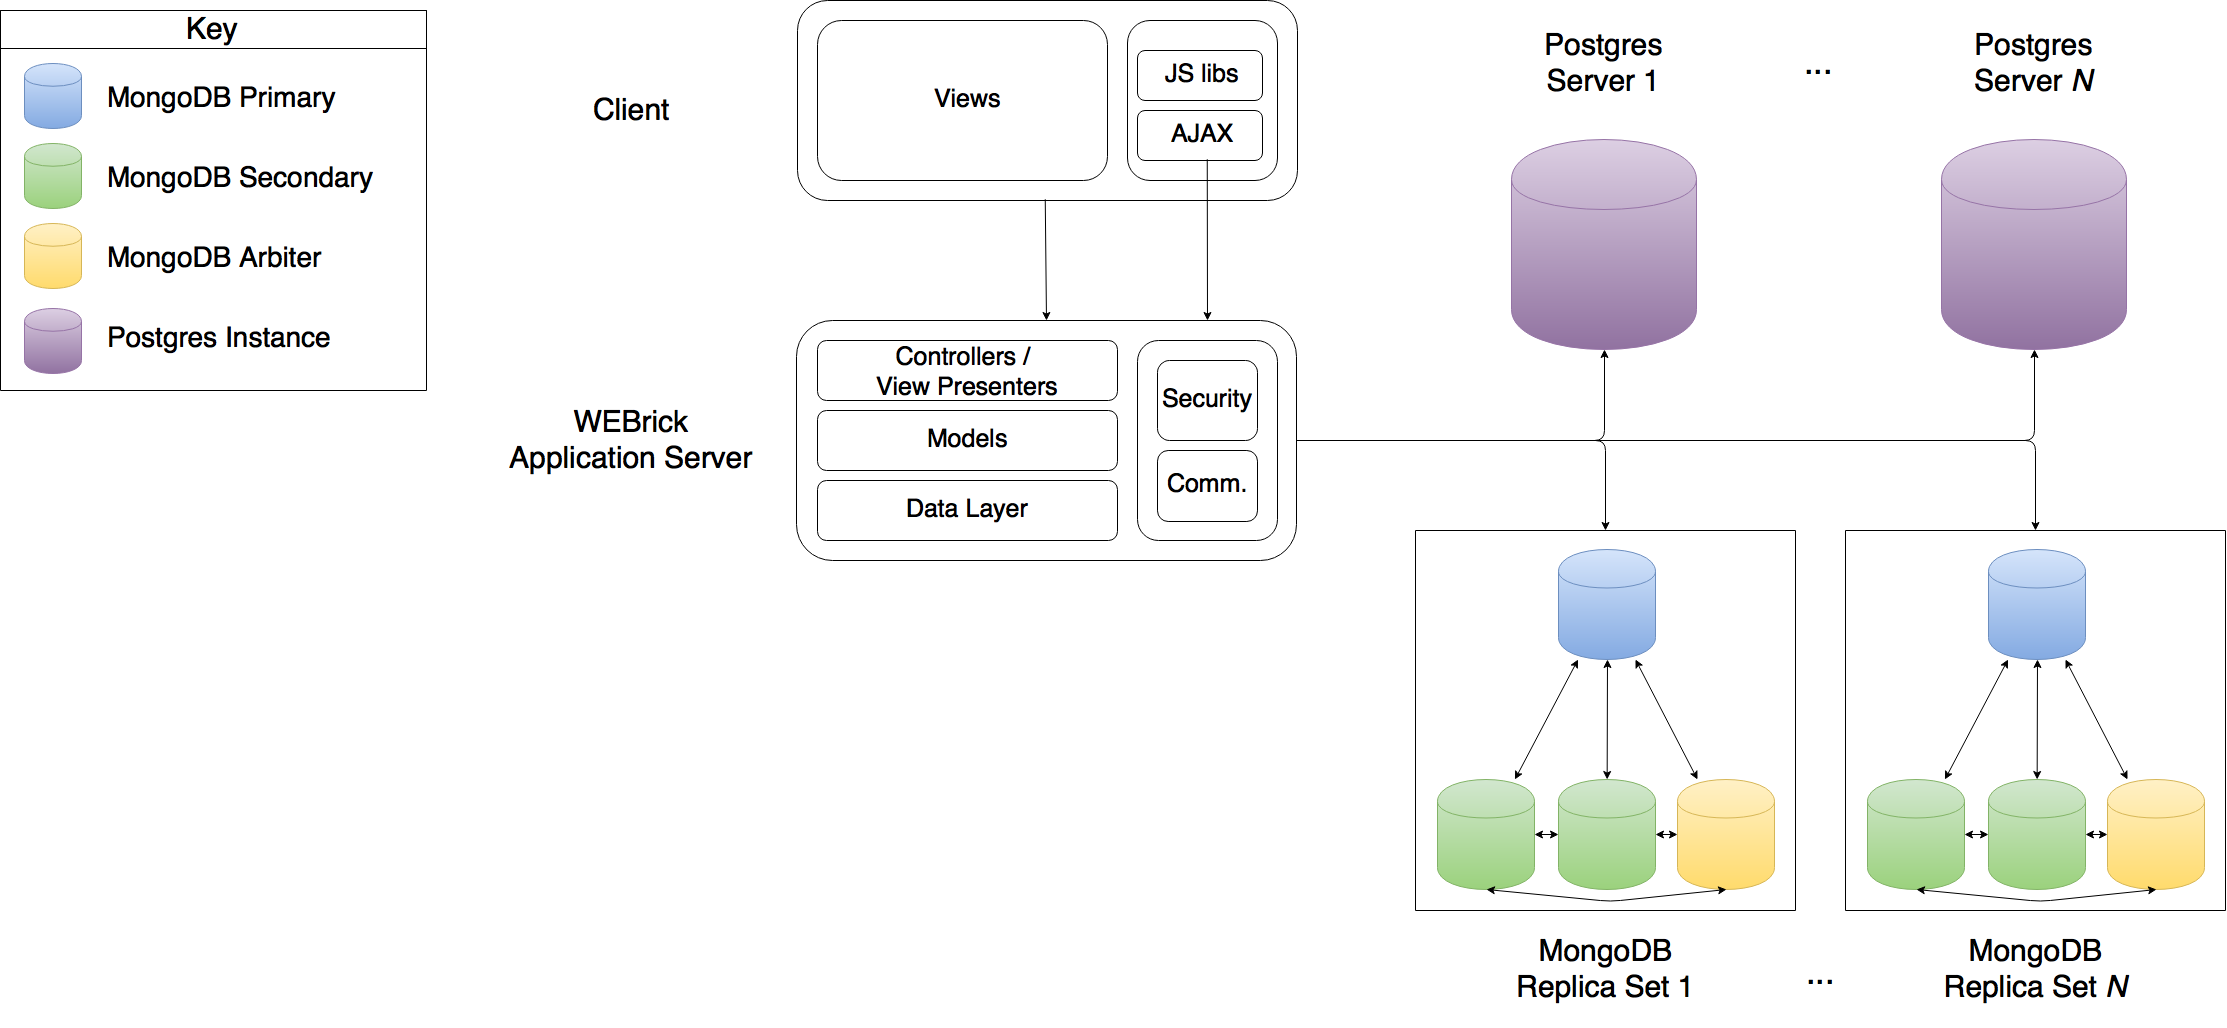 Key
MongoDB Primary
MongoDB Secondary
MongoDB Arbiter
Postgres Instance
Client
Views
JS libs
AJAX
WEBrick
Application Server
Controllers /
View Presenters
Models
Data Layer
Security
Comm.
Postgres
Server 1
...
Postgres
Server N
MongoDB
Replica Set 1
...
MongoDB
Replica Set N